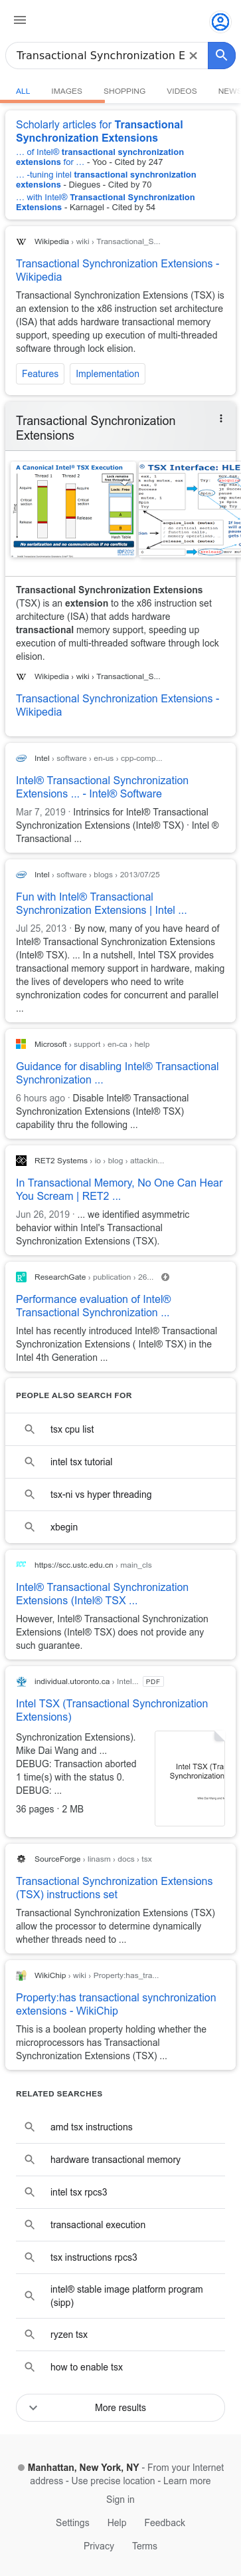 Transactional Synchronization E
ALL IMAGES SHOPPING VIDEOS NEW
Scholarly articles for Transactional
Synchronization Extensions
… of Intel® transactional synchronization
extensions for … - Yoo - Cited by 247
… -tuning intel transactional synchronization
extensions - Diegues - Cited by 70
… with Intel® Transactional Synchronization
Extensions - Karnagel - Cited by 54
Wikipedia › wiki › Transactional_S...
Transactional Synchronization Extensions -
Wikipedia
Transactional Synchronization Extensions (TSX) is
an extension to the x86 instruction set architecture
(ISA) that adds hardware transactional memory
support, speeding up execution of multi-threaded
software through lock elision.
Features Implementation
Transactional Synchronization
Extensions
A Canonical Intel® TSX Execution
® TSX Interface: HLE
No serialization and no communication if no conflicts
Transactional Synchronization Extensions
(TSX) is an extension to the x86 instruction
set architecture (ISA) that adds hardware
transactional memory support, speeding up
execution of multi-threaded software through lock
elision.
Wikipedia › wiki › Transactional_S...
Transactional Synchronization Extensions -
Wikipedia
Intel › software › en-us › cpp-comp...
Intel® Transactional Synchronization
Extensions ... - Intel® Software
Mar 7, 2019 · Intrinsics for Intel® Transactional
Synchronization Extensions (Intel® TSX) · Intel ®
Transactional ...
Intel › software › blogs › 2013/07/25
Fun with Intel® Transactional
Synchronization Extensions | Intel ...
Jul 25, 2013 · By now, many of you have heard of
Intel® Transactional Synchronization Extensions
(Intel® TSX). ... In a nutshell, Intel TSX provides
transactional memory support in hardware, making
the lives of developers who need to write
synchronization codes for concurrent and parallel
...
Microsoft › support › en-ca › help
Guidance for disabling Intel® Transactional
Synchronization ...
6 hours ago · Disable Intel® Transactional
Synchronization Extensions (Intel® TSX)
capability thru the following ...
RET2 Systems › io › blog › attackin...
In Transactional Memory, No One Can Hear
You Scream | RET2 ...
Jun 26, 2019 · ... we identified asymmetric
behavior within Intel's Transactional
Synchronization Extensions (TSX).
ResearchGate › publication › 26...
Performance evaluation of Intel®
Transactional Synchronization ...
Intel has recently introduced Intel® Transactional
Synchronization Extensions ( Intel® TSX) in the
Intel 4th Generation ...
PEOPLE ALSO SEARCH FOR
tsx cpu list
intel tsx tutorial
tsx-ni vs hyper threading
xbegin
https://scc.ustc.edu.cn › main_cls
Intel® Transactional Synchronization
Extensions (Intel® TSX ...
However, Intel® Transactional Synchronization
Extensions (Intel® TSX) does not provide any
such guarantee.
individual.utoronto.ca › Intel... PDF
Intel TSX (Transactional Synchronization
Extensions)
Synchronization Extensions).
Mike Dai Wang and ...
DEBUG: Transaction aborted
1 time(s) with the status 0.
DEBUG: ...
36 pages · 2 MB
Intel TSX (Tra
Synchronization
SourceForge › linasm › docs › tsx
Transactional Synchronization Extensions
(TSX) instructions set
Transactional Synchronization Extensions (TSX)
allow the processor to determine dynamically
whether threads need to ...
WikiChip › wiki › Property:has_tra...
Property:has transactional synchronization
extensions - WikiChip
This is a boolean property holding whether the
microprocessors has Transactional
Synchronization Extensions (TSX) ...
RELATED SEARCHES
amd tsx instructions
hardware transactional memory
intel tsx rpcs3
transactional execution
tsx instructions rpcs3
intel® stable image platform program
(sipp)
ryzen tsx
how to enable tsx
More results
Manhattan, New York, NY - From your Internet
address - Use precise location - Learn more
Sign in
Settings Help Feedback
Privacy Terms